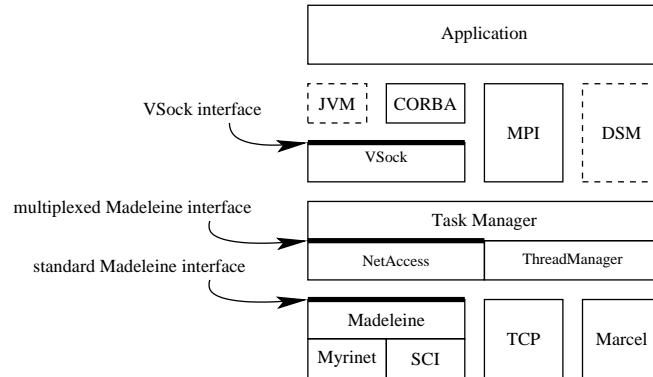 Application
JVM
CORBA
VSock interface
MPI
DSM
VSock
multiplexed Madeleine interface
Task Manager
NetAccess
ThreadManager
standard Madeleine interface
Madeleine
TCP
Marcel
Myrinet
SCI